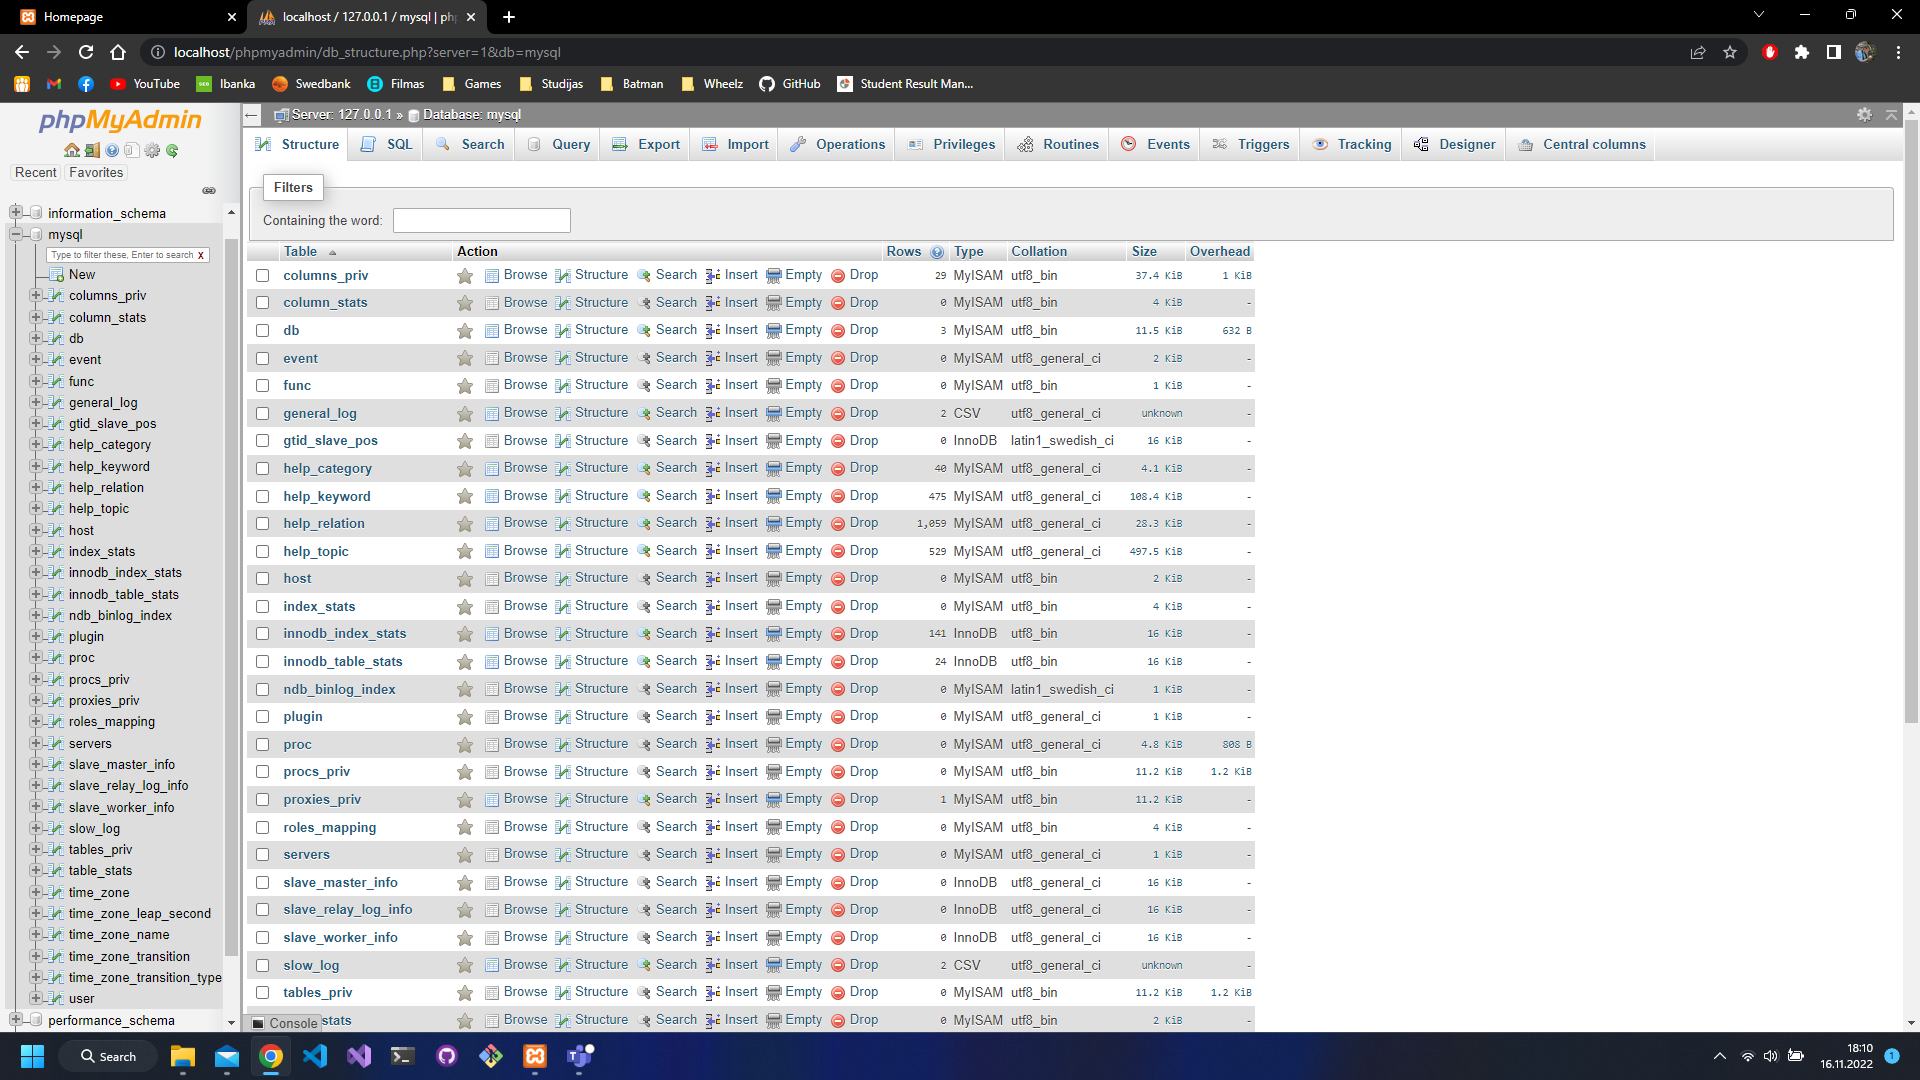 Homepage
localhost / 127.0.0.1 / mysql | php
localhost/phpmyadmin/db_structure.php?server=1&db=mysql
YouTube Ibanka Swedbank Filmas Games Studijas Batman Wheelz GitHub Student Result Man...
phpMyAdmin
Recent Favorites
information_schema
mysql
Type to filter these, Enter to search X
New
columns_priv
column_stats
db
event
func
general_log
gtid_slave_pos
help_category
help_keyword
help_relation
help_topic
host
index_stats
innodb_index_stats
innodb_table_stats
ndb_binlog_index
plugin
proc
procs_priv
proxies_priv
roles_mapping
servers
slave_master_info
slave_relay_log_info
slave_worker_info
slow_log
tables_priv
table_stats
time_zone
time_zone_leap_second
time_zone_name
time_zone_transition
time_zone_transition_type
user
performance_schema
Server: 127.0.0.1 » Database: mysql
Structure SQL Search Query Export Import Operations Privileges Routines Events Triggers Tracking Designer Central columns
Filters
Containing the word:
Table Action Rows Type Collation Size Overhead
columns_priv Browse Structure Search Insert Empty Drop 29 MyISAM utf8_bin 37.4 KiB 1 KiB
column_stats Browse Structure Search Insert Empty Drop 0 MyISAM utf8_bin 4 KiB -
db Browse Structure Search Insert Empty Drop 3 MyISAM utf8_bin 11.5 KiB 632 B
event Browse Structure Search Insert Empty Drop 0 MyISAM utf8_general_ci 2 KiB -
func Browse Structure Search Insert Empty Drop 0 MyISAM utf8_bin 1 KiB -
general_log Browse Structure Search Insert Empty Drop 2 CSV utf8_general_ci unknown -
gtid_slave_pos Browse Structure Search Insert Empty Drop 0 InnoDB latin1_swedish_ci 16 KiB -
help_category Browse Structure Search Insert Empty Drop 40 MyISAM utf8_general_ci 4.1 KiB -
help_keyword Browse Structure Search Insert Empty Drop 475 MyISAM utf8_general_ci 108.4 KiB -
help_relation Browse Structure Search Insert Empty Drop 1,059 MyISAM utf8_general_ci 28.3 KiB -
help_topic Browse Structure Search Insert Empty Drop 529 MyISAM utf8_general_ci 497.5 KiB -
host Browse Structure Search Insert Empty Drop 0 MyISAM utf8_bin 2 KiB -
index_stats Browse Structure Search Insert Empty Drop 0 MyISAM utf8_bin 4 KiB -
innodb_index_stats Browse Structure Search Insert Empty Drop 141 InnoDB utf8_bin 16 KiB -
innodb_table_stats Browse Structure Search Insert Empty Drop 24 InnoDB utf8_bin 16 KiB -
ndb_binlog_index Browse Structure Search Insert Empty Drop 0 MyISAM latin1_swedish_ci 1 KiB -
plugin Browse Structure Search Insert Empty Drop 0 MyISAM utf8_general_ci 1 KiB -
proc Browse Structure Search Insert Empty Drop 0 MyISAM utf8_general_ci 4.8 KiB 808 B
procs_priv Browse Structure Search Insert Empty Drop 0 MyISAM utf8_bin 11.2 KiB 1.2 KiB
proxies_priv Browse Structure Search Insert Empty Drop 1 MyISAM utf8_bin 11.2 KiB -
roles_mapping Browse Structure Search Insert Empty Drop 0 MyISAM utf8_bin 4 KiB -
servers Browse Structure Search Insert Empty Drop 0 MyISAM utf8_general_ci 1 KiB -
slave_master_info Browse Structure Search Insert Empty Drop 0 InnoDB utf8_general_ci 16 KiB -
slave_relay_log_info Browse Structure Search Insert Empty Drop 0 InnoDB utf8_general_ci 16 KiB -
slave_worker_info Browse Structure Search Insert Empty Drop 0 InnoDB utf8_general_ci 16 KiB -
slow_log Browse Structure Search Insert Empty Drop 2 CSV utf8_general_ci unknown -
tables_priv Browse Structure Search Insert Empty Drop 0 MyISAM utf8_bin 11.2 KiB 1.2 KiB
Console stats Browse Structure Search Insert Empty Drop 0 MyISAM utf8_bin 2 KiB -
Search
18:10
16.11.2022
1